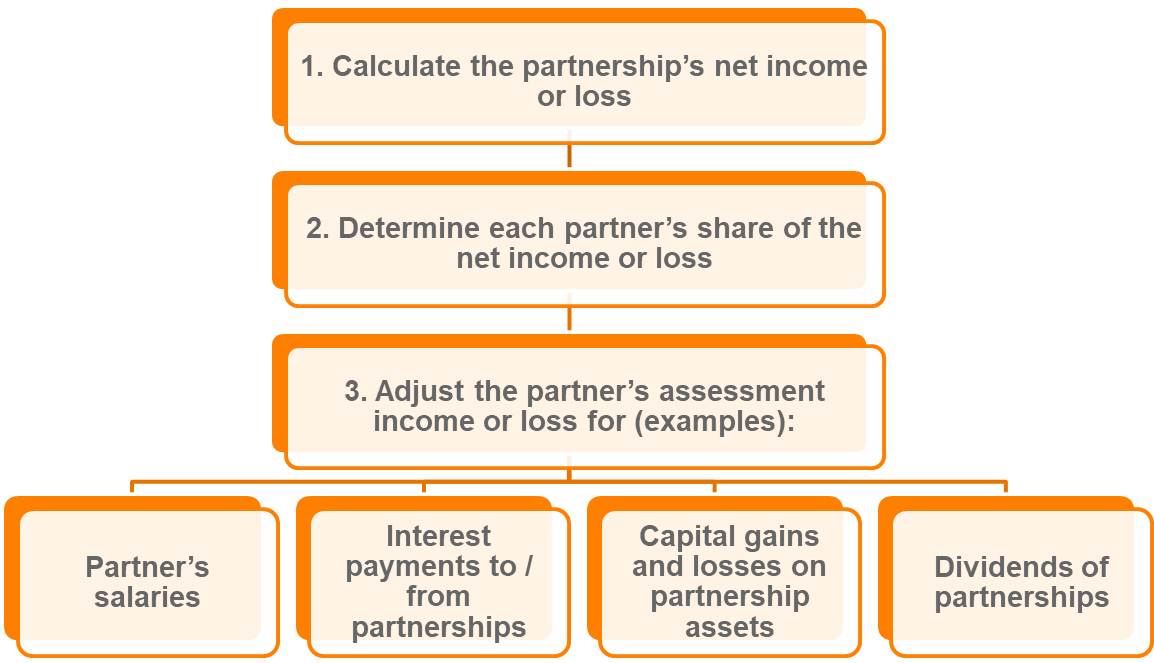 1. Calculate the partnership’s net income
or loss
2. Determine each partner’s share of the
net income or loss
3. Adjust the partner’s assessment
income or loss for (examples):
Partner’s
salaries
Interest
payments to /
from
partnerships
Capital gains
and losses on
partnership
assets
Dividends of
partnerships